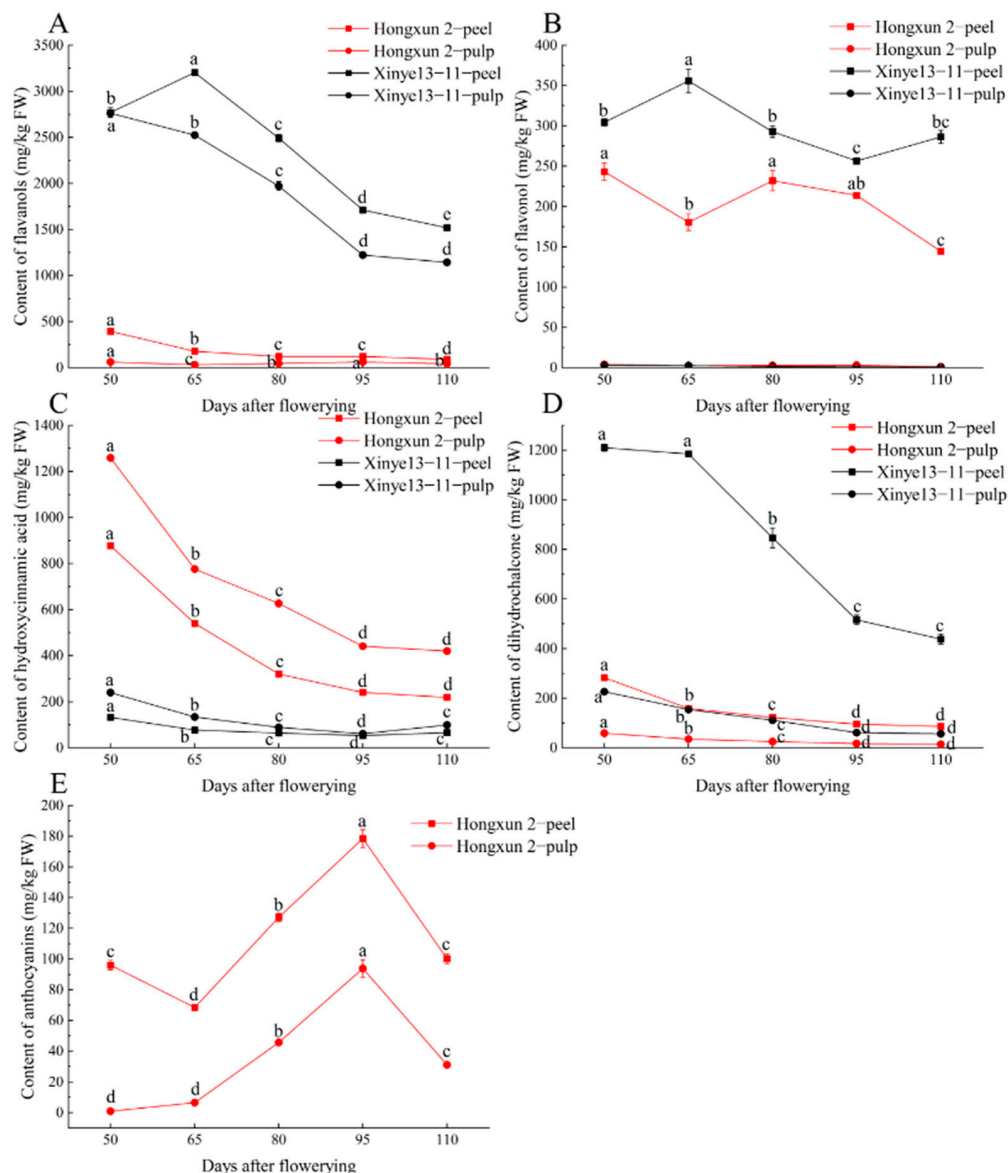 A
Hongxun 2-peel
Hongxun 2-pulp
Xinye13-11-peel
Xinye13-11-pulp
Content of flavanols (mg/kg FW)
3500
3000
2500
2000
1500
1000
500
0
b
a
c
d
c
a
b
c
d
d
a
b
c
c
d
a
c
b
a
b
50
65
80
95
110
Days after flowerying
B
Hongxun 2-peel
Hongxun 2-pulp
Xinye13-11-peel
Xinye13-11-pulp
Content of flavonol (mg/kg FW)
400
350
300
250
200
150
100
50
0
b
a
b
c
bc
a
b
a
ab
c
50
65
80
95
110
Days after flowerying
C
Hongxun 2-peel
Hongxun 2-pulp
Xinye13-11-peel
Xinye13-11-pulp
Content of hydroxycinnamic acid (mg/kg FW)
1400
1200
1000
800
600
400
200
0
a
b
c
d
d
a
b
c
d
d
a
b
c
d
c
a
b
c
d
c
50
65
80
95
110
Days after flowerying
D
Hongxun 2-peel
Hongxun 2-pulp
Xinye13-11-peel
Xinye13-11-pulp
Content of dihydrochalcone (mg/kg FW)
1200
1000
800
600
400
200
0
a
a
b
c
c
a
b
c
d
d
a
b
c
d
d
a
b
c
d
d
50
65
80
95
110
Days after flowerying
E
Hongxun 2-peel
Hongxun 2-pulp
Content of anthocyanins (mg/kg FW)
200
180
160
140
120
100
80
60
40
20
0
c
d
b
a
c
d
d
b
a
c
50
65
80
95
110
Days after flowerying